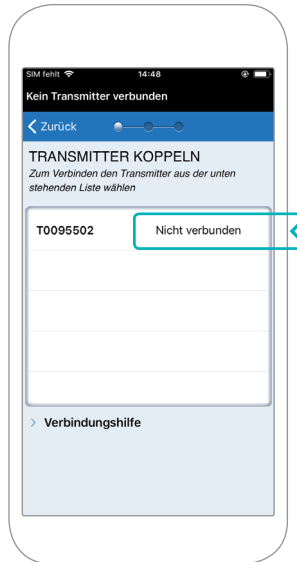 SIM fehlt 14:48
Kein Transmitter verbunden
Zurück
TRANSMITTER KOPPELN
Zum Verbinden den Transmitter aus der unten
stehenden Liste wählen
T0095502 Nicht verbunden
Verbindungshilfe